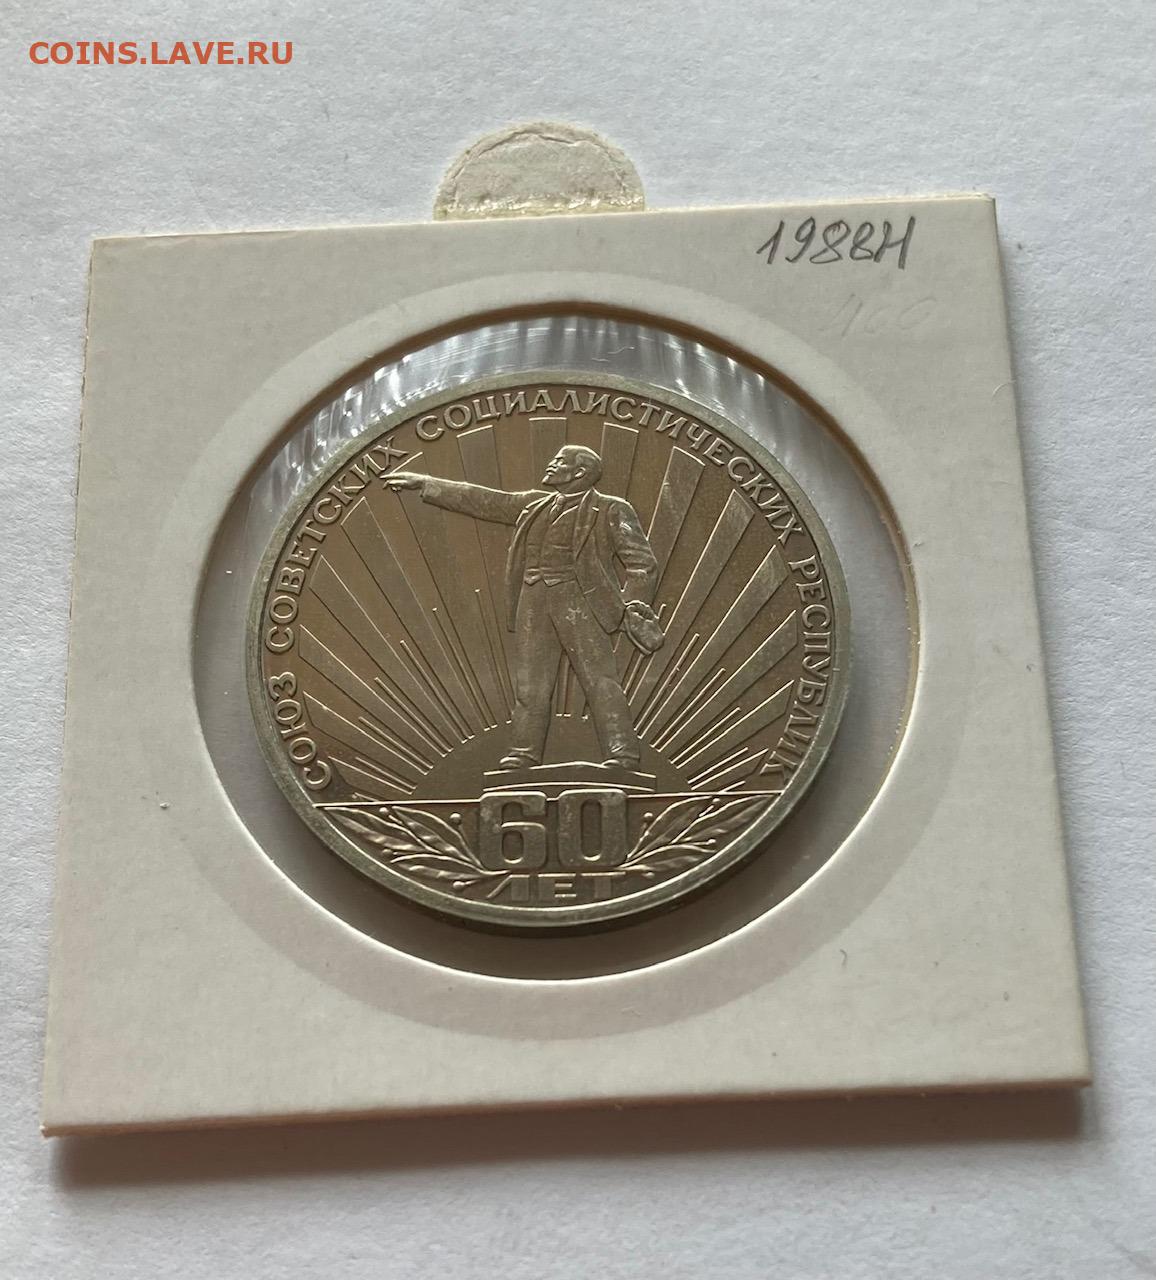 COINS.LAVE.RU
1988Н
СОЮЗ СОВЕТСКИХ СОЦИАЛИСТИЧЕСКИХ РЕСПУБЛИК
60
ЛЕТ